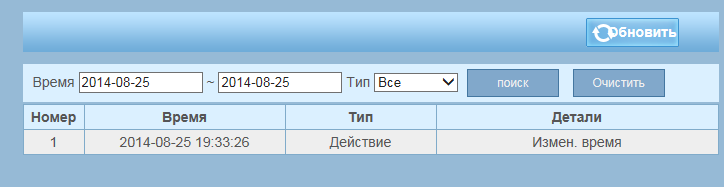 Обновить
Время 2014-08-25 ~ 2014-08-25 Тип Все поиск Очистить
Номер Время Тип Детали
1 2014-08-25 19:33:26 Действие Измен. время